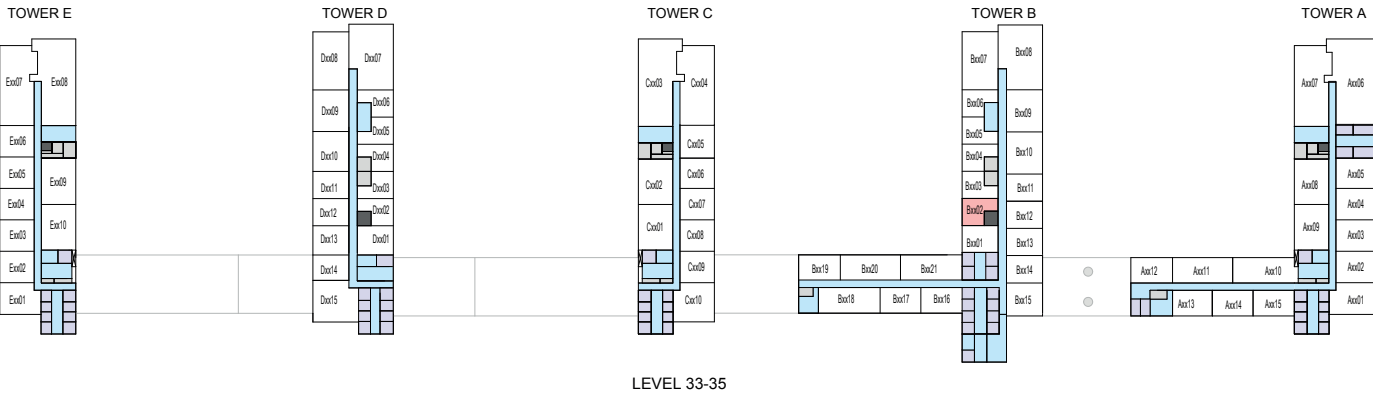 TOWER E
TOWER D
TOWER C
TOWER B
TOWER A
Exx07
Exx08
Exx06
Exx05
Exx09
Exx04
Exx10
Exx03
Exx02
Exx01
Dxx08
Dxx07
Dxx09
Dxx06
Dxx05
Dxx10
Dxx04
Dxx11
Dxx03
Dxx12
Dxx02
Dxx13
Dxx01
Dxx14
Dxx15
Cxx03
Cxx04
Cxx05
Cxx02
Cxx06
Cxx07
Cxx01
Cxx08
Cxx09
Cxx10
Bxx07
Bxx08
Bxx06
Bxx09
Bxx05
Bxx04
Bxx10
Bxx03
Bxx11
Bxx02
Bxx12
Bxx01
Bxx13
Bxx19
Bxx20
Bxx21
Bxx14
Bxx18
Bxx17
Bxx16
Bxx15
Axx07
Axx06
Axx05
Axx08
Axx04
Axx09
Axx03
Axx12
Axx11
Axx10
Axx02
Axx13
Axx14
Axx15
Axx01
LEVEL 33-35